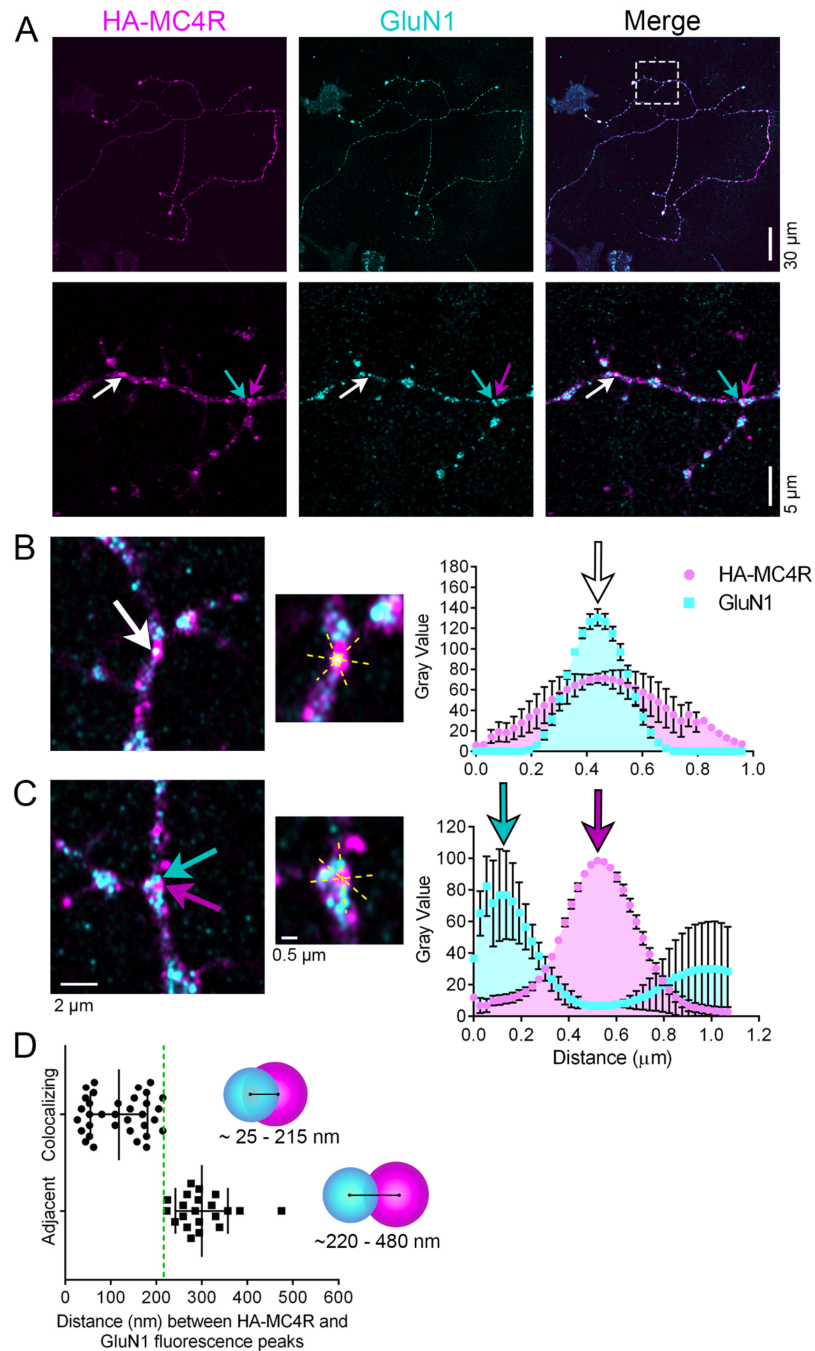 A
HA-MC4R
GluN1
Merge
30 µm
5 µm
B
180
160
140
120
100
80
60
40
20
0
Gray Value
0.0
0.2
0.4
0.6
0.8
1.0
HA-MC4R
GluN1
C
2 µm
0.5 µm
120
100
80
60
40
20
0
Gray Value
0.0
0.2
0.4
0.6
0.8
1.0
1.2
Distance (µm)
D
Colocalizing
Adjacent
~ 25 - 215 nm
~220 - 480 nm
0
100
200
300
400
500
600
Distance (nm) between HA-MC4R and
GluN1 fluorescence peaks